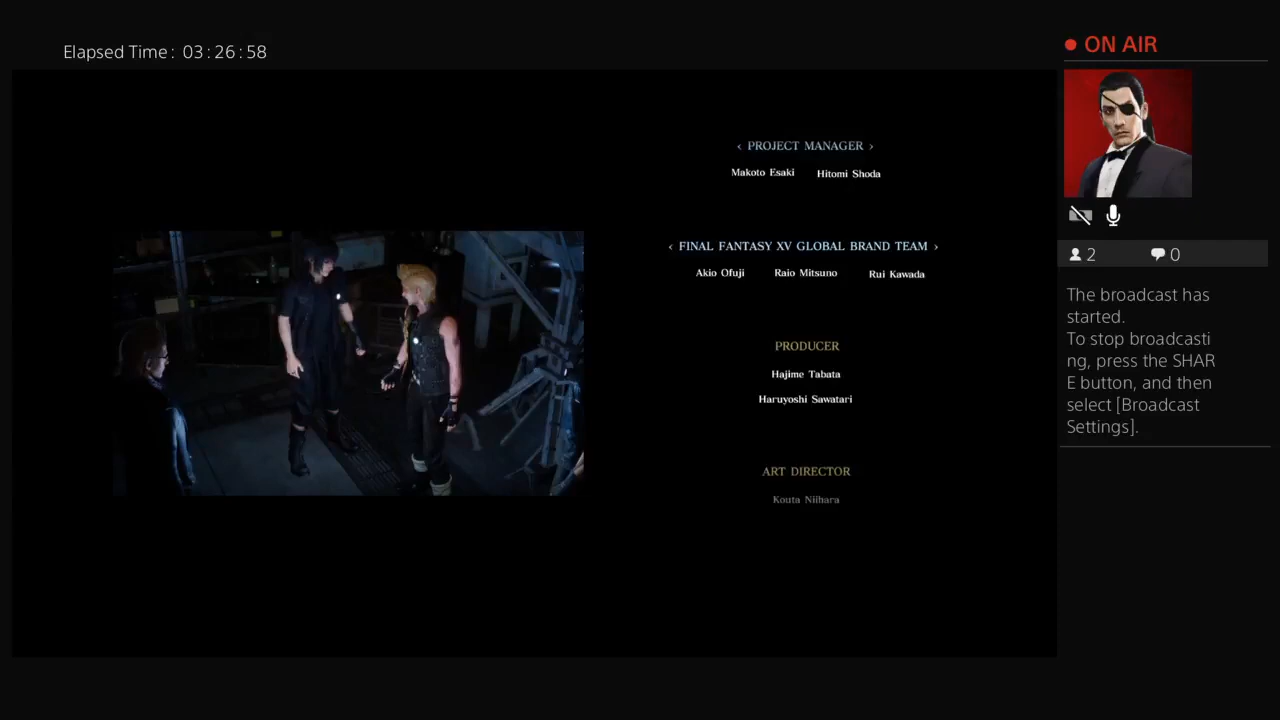 Elapsed Time: 03:26:58
ON AIR
‹ PROJECT MANAGER ›
Makoto Esaki Hitomi Shoda
‹ FINAL FANTASY XV GLOBAL BRAND TEAM ›
Akio Ofuji Raio Mitsuno Rui Kawada
PRODUCER
Hajime Tabata
Haruyoshi Sawatari
ART DIRECTOR
Kouta Niihara
2 0
The broadcast has
started.
To stop broadcasti
ng, press the SHAR
E button, and then
select [Broadcast
Settings].